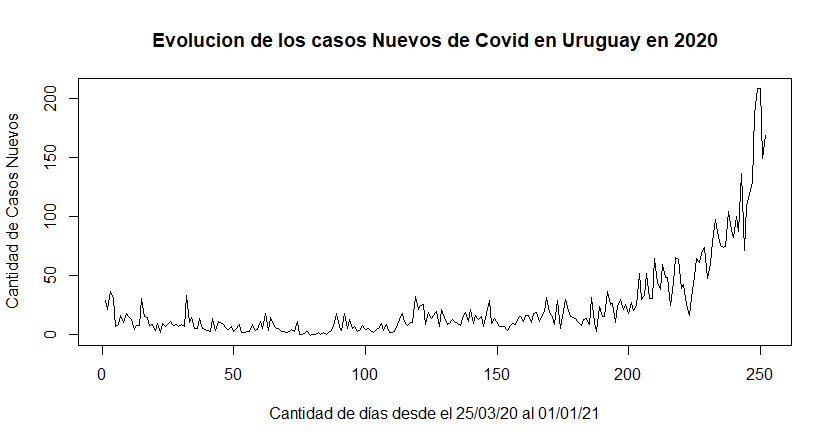 Evolucion de los casos Nuevos de Covid en Uruguay en 2020
Cantidad de Casos Nuevos
200
150
100
50
0
0 50 100 150 200 250
Cantidad de días desde el 25/03/20 al 01/01/21